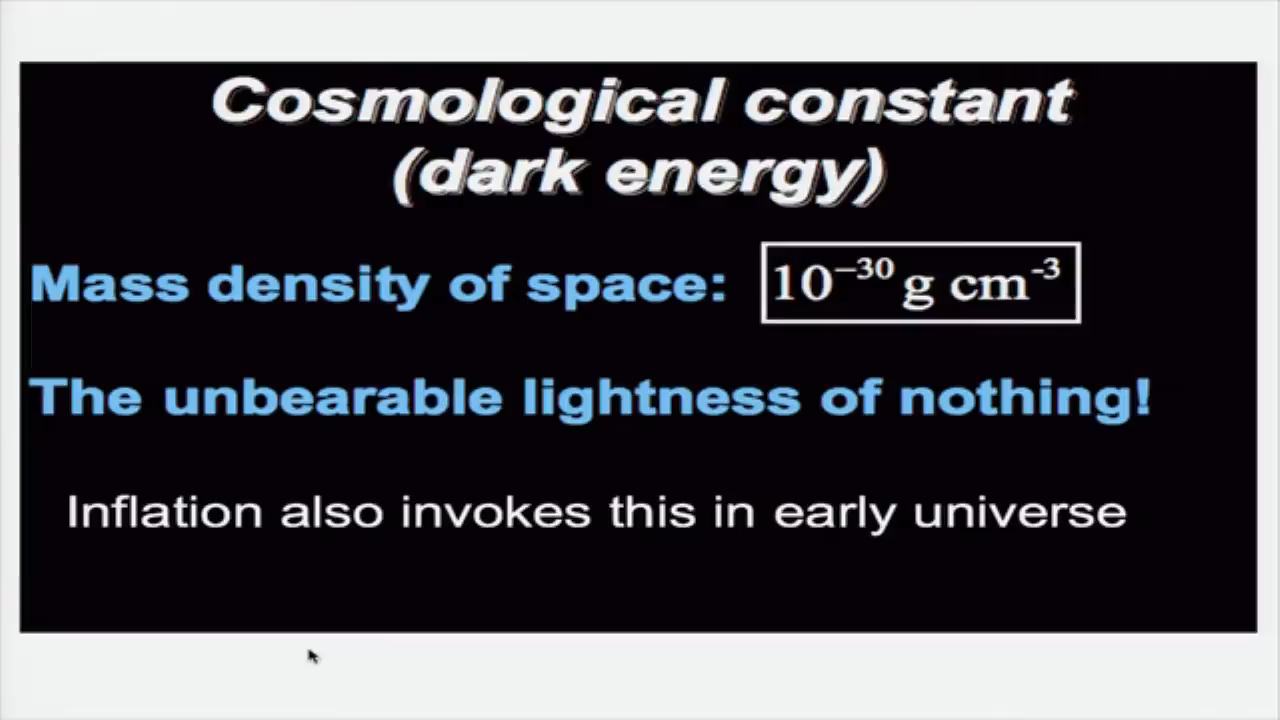 Cosmological constant
(dark energy)
Mass density of space: 10⁻³⁰ g cm⁻³
The unbearable lightness of nothing!
Inflation also invokes this in early universe